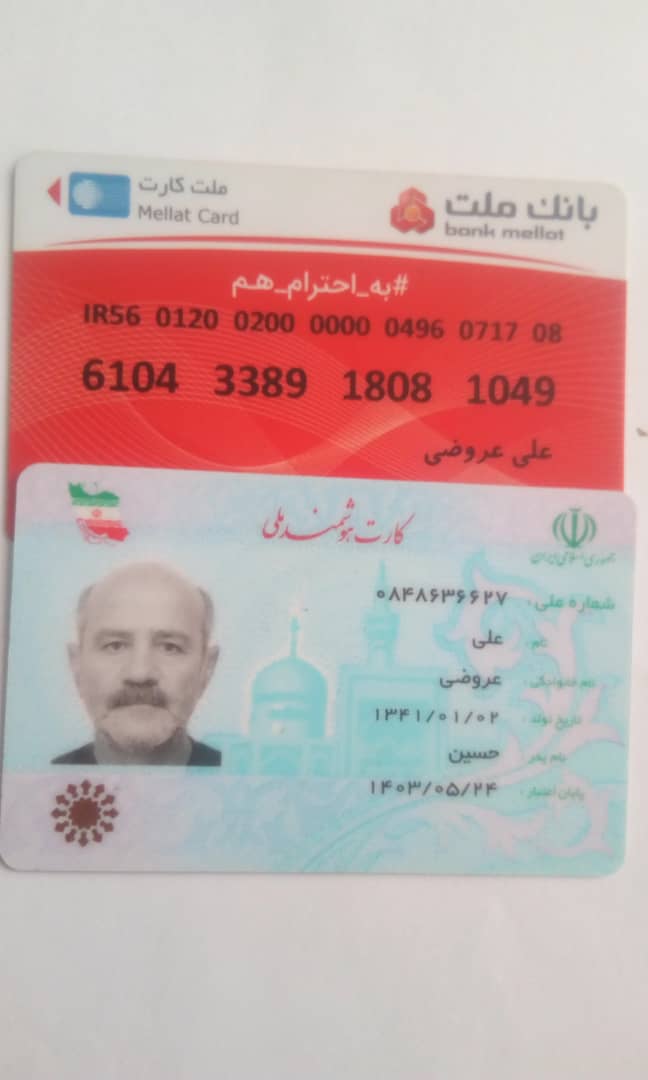 ملت کارت
Mellat Card
بانك ملت
bank mellat
#به_احترام_هم
IR56 0120 0200 0000 0496 0717 08
6104 3389 1808 1049
علی عروضی
کارت هوشمند ملی
جمهوری اسلامی ایران
شماره ملی: ۰۸۴۸۶۳۶۶۲۷
نام: علی
نام خانوادگی: عروضی
تاریخ تولد: ۱۳۴۱/۰۱/۰۲
نام پدر: حسین
پایان اعتبار: ۱۴۰۳/۰۵/۲۴